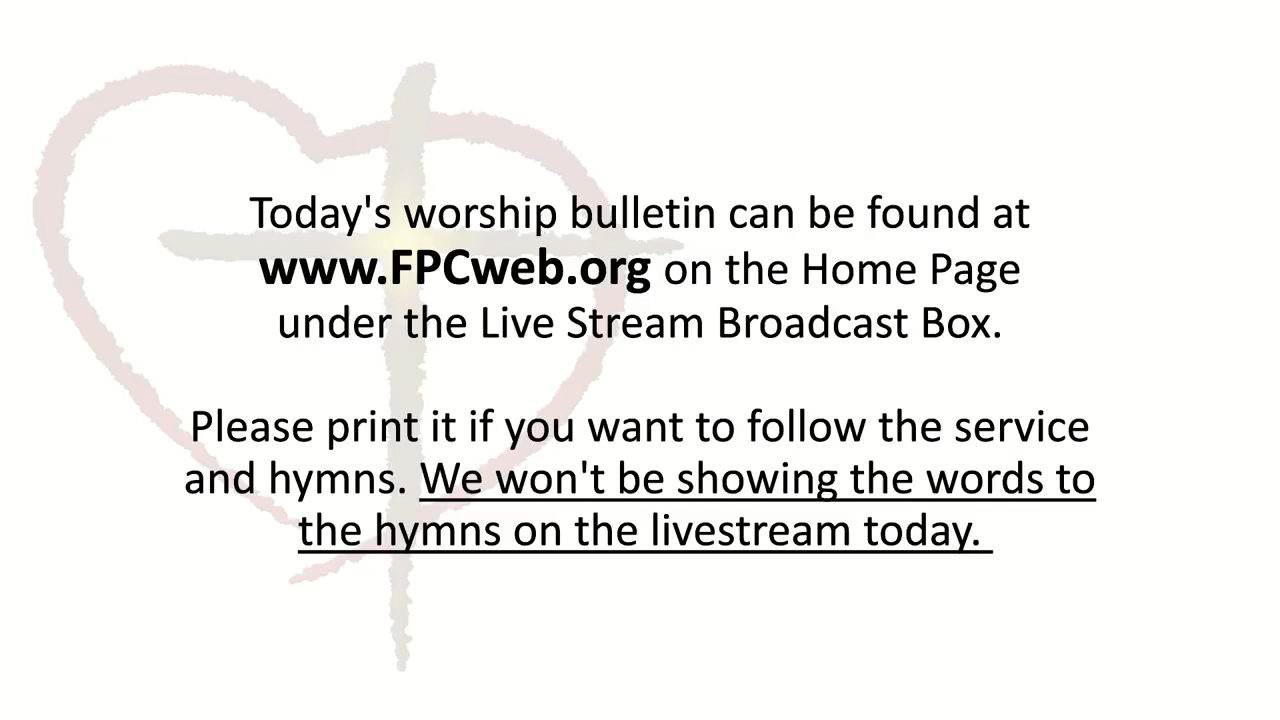 Today's worship bulletin can be found at
www.FPCweb.org on the Home Page
under the Live Stream Broadcast Box.
Please print it if you want to follow the service
and hymns. We won't be showing the words to
the hymns on the livestream today.